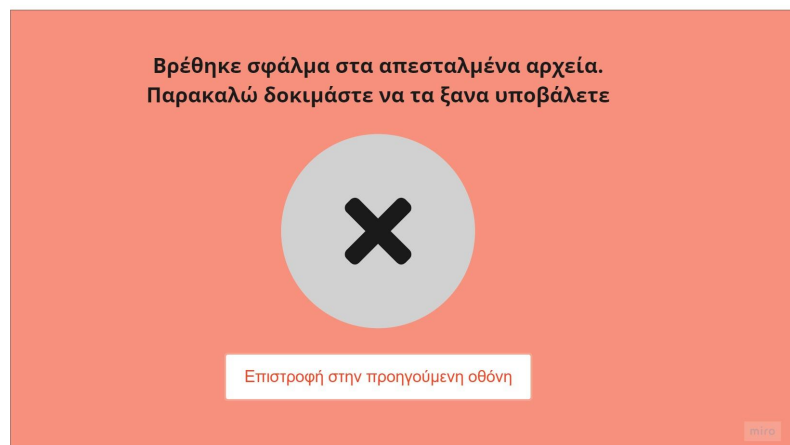 Βρέθηκε σφάλμα στα απεσταλμένα αρχεία.
Παρακαλώ δοκιμάστε να τα ξανα υποβάλετε
Επιστροφή στην προηγούμενη οθόνη
miro